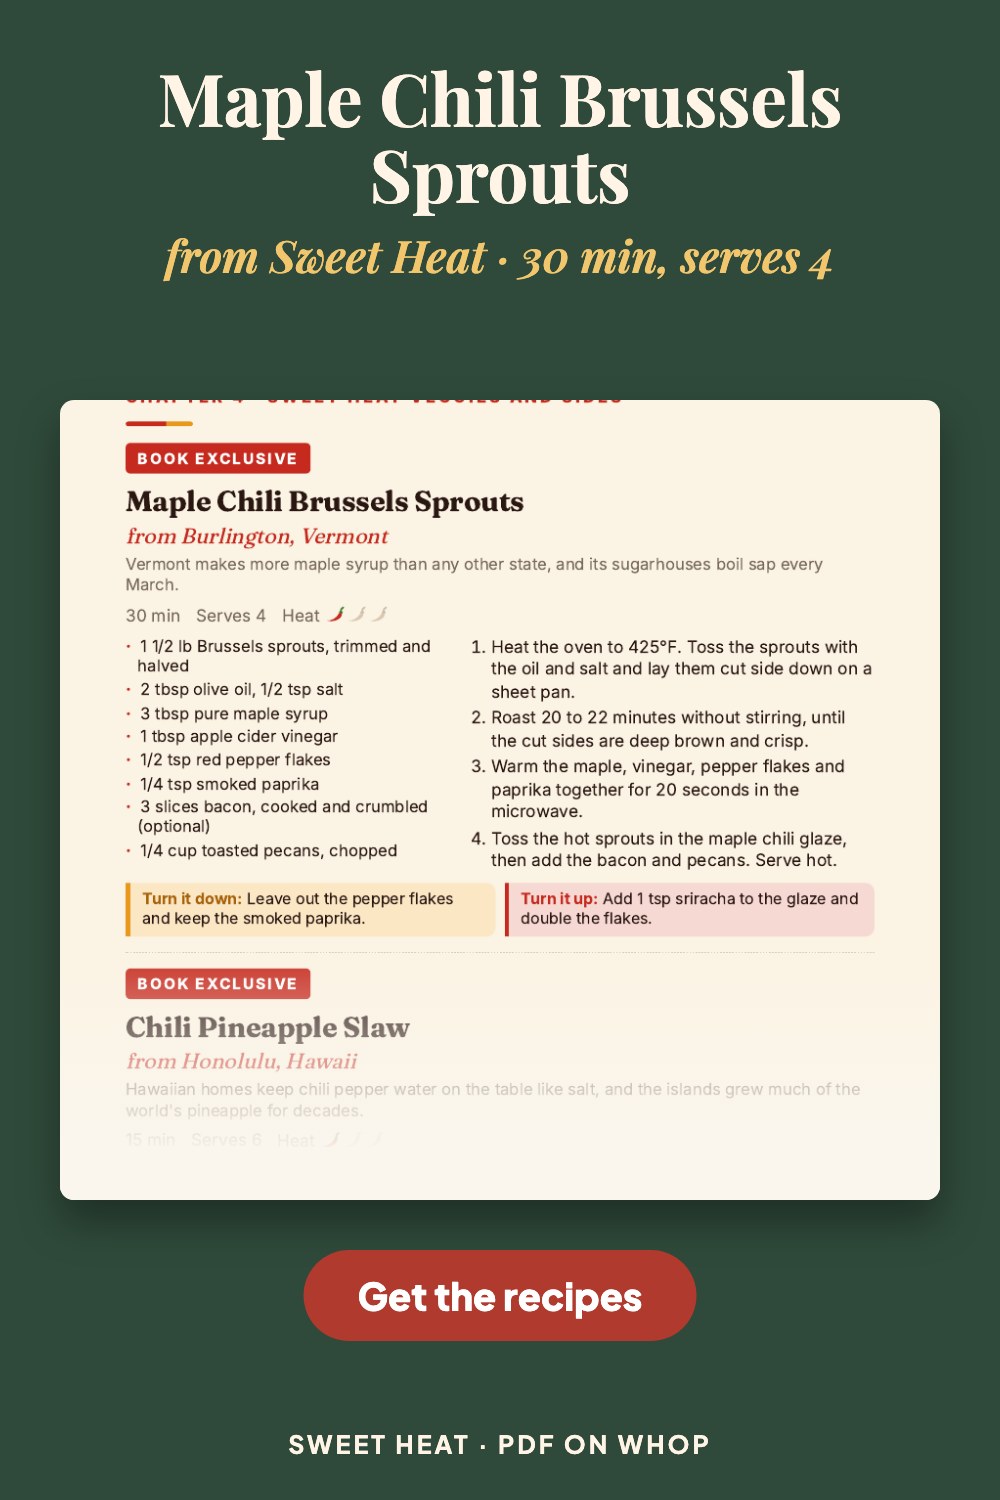 Maple Chili Brussels
Sprouts
from Sweet Heat · 30 min, serves 4
CHAPTER 4 SWEET HEAT VEGGIES AND SIDES
BOOK EXCLUSIVE
Maple Chili Brussels Sprouts
from Burlington, Vermont
Vermont makes more maple syrup than any other state, and its sugarhouses boil sap every
March.
30 min Serves 4 Heat
· 1 1/2 lb Brussels sprouts, trimmed and
halved
· 2 tbsp olive oil, 1/2 tsp salt
· 3 tbsp pure maple syrup
· 1 tbsp apple cider vinegar
· 1/2 tsp red pepper flakes
· 1/4 tsp smoked paprika
· 3 slices bacon, cooked and crumbled
(optional)
· 1/4 cup toasted pecans, chopped
1. Heat the oven to 425°F. Toss the sprouts with
the oil and salt and lay them cut side down on a
sheet pan.
2. Roast 20 to 22 minutes without stirring, until
the cut sides are deep brown and crisp.
3. Warm the maple, vinegar, pepper flakes and
paprika together for 20 seconds in the
microwave.
4. Toss the hot sprouts in the maple chili glaze,
then add the bacon and pecans. Serve hot.
Turn it down: Leave out the pepper flakes
and keep the smoked paprika.
Turn it up: Add 1 tsp sriracha to the glaze and
double the flakes.
BOOK EXCLUSIVE
Chili Pineapple Slaw
from Honolulu, Hawaii
Hawaiian homes keep chili pepper water on the table like salt, and the islands grew much of the
world's pineapple for decades.
15 min Serves 6 Heat
Get the recipes
SWEET HEAT · PDF ON WHOP